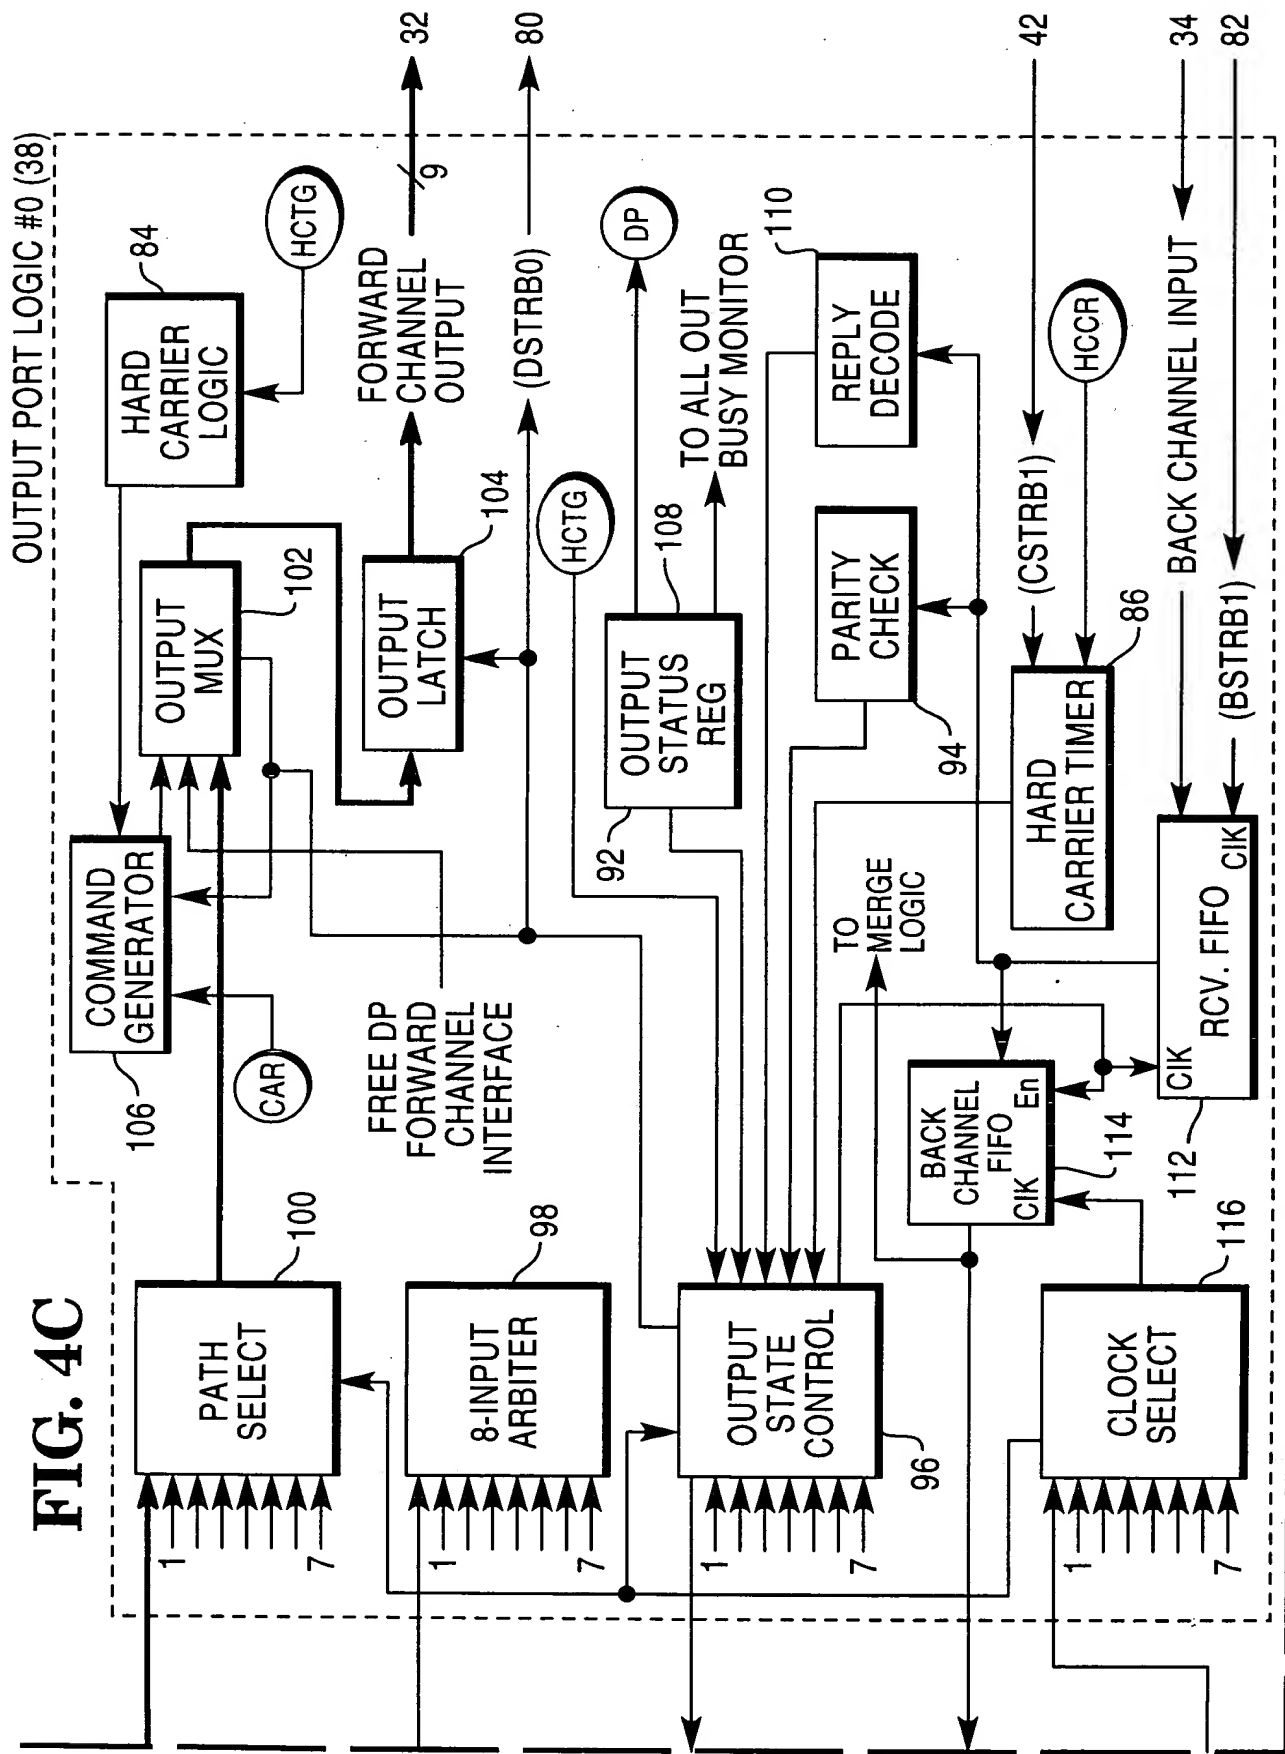 FIG. 4C
OUTPUT PORT LOGIC #0 (38)
PATH
SELECT
100
1
7
8-INPUT
ARBITER
98
1
7
OUTPUT
STATE
CONTROL
96
1
7
CLOCK
SELECT
116
1
7
COMMAND
GENERATOR
106
CAR
FREE DP
FORWARD
CHANNEL
INTERFACE
OUTPUT
MUX
102
HARD
CARRIER
LOGIC
84
HCTG
OUTPUT
LATCH
104
FORWARD
CHANNEL
OUTPUT
9
32
(DSTRB0)
80
HCTG
OUTPUT
STATUS
REG
92
108
DP
TO ALL OUT
BUSY MONITOR
PARITY
CHECK
94
REPLY
DECODE
110
TO
MERGE
LOGIC
HARD
CARRIER TIMER
86
(CSTRB1)
42
HCCR
BACK
CHANNEL
FIFO
ClK
En
114
RCV. FIFO
ClK
ClK
112
BACK CHANNEL INPUT
34
(BSTRB1)
82